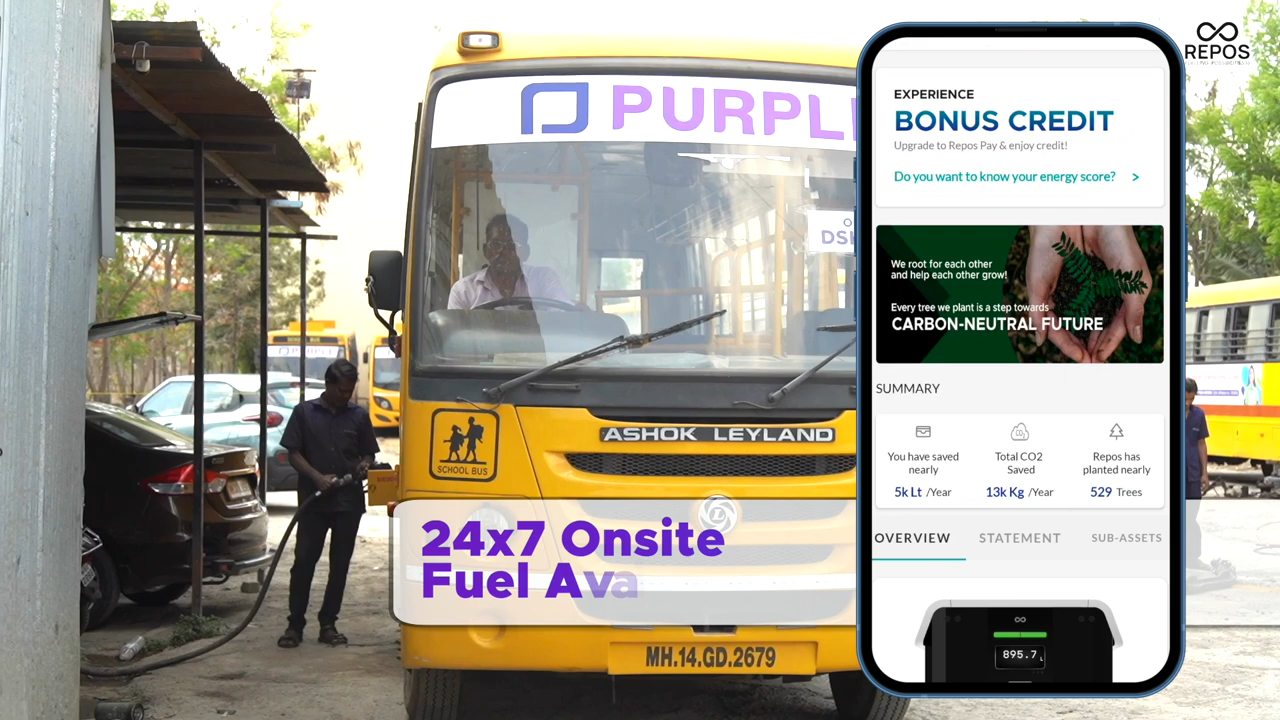 REPOS
PURPL
DS
SCHOOL BUS
ASHOK LEYLAND
L
24x7 Onsite
Fuel Ava
MH.14.GD.2679
EXPERIENCE
BONUS CREDIT
Upgrade to Repos Pay & enjoy credit!
Do you want to know your energy score? >
We root for each other
and help each other grow!
Every tree we plant is a step towards
CARBON-NEUTRAL FUTURE
SUMMARY
You have saved nearly
5k Lt /Year
Total CO2 Saved
13k Kg /Year
Repos has planted nearly
529 Trees
OVERVIEW STATEMENT SUB-ASSETS
895.7 L